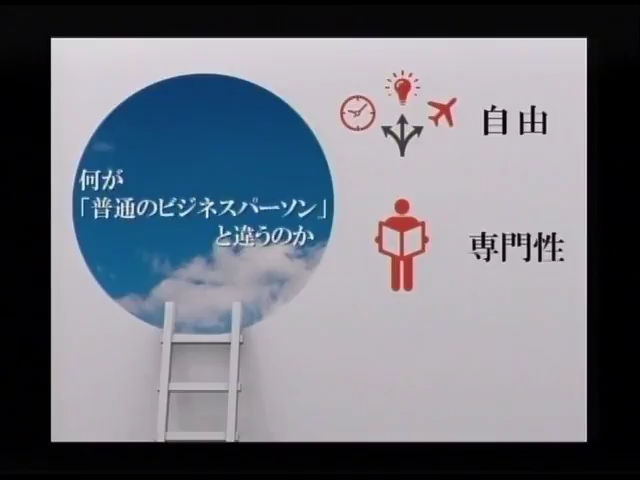 何が
「普通のビジネスパーソン」
と違うのか
自由
専門性